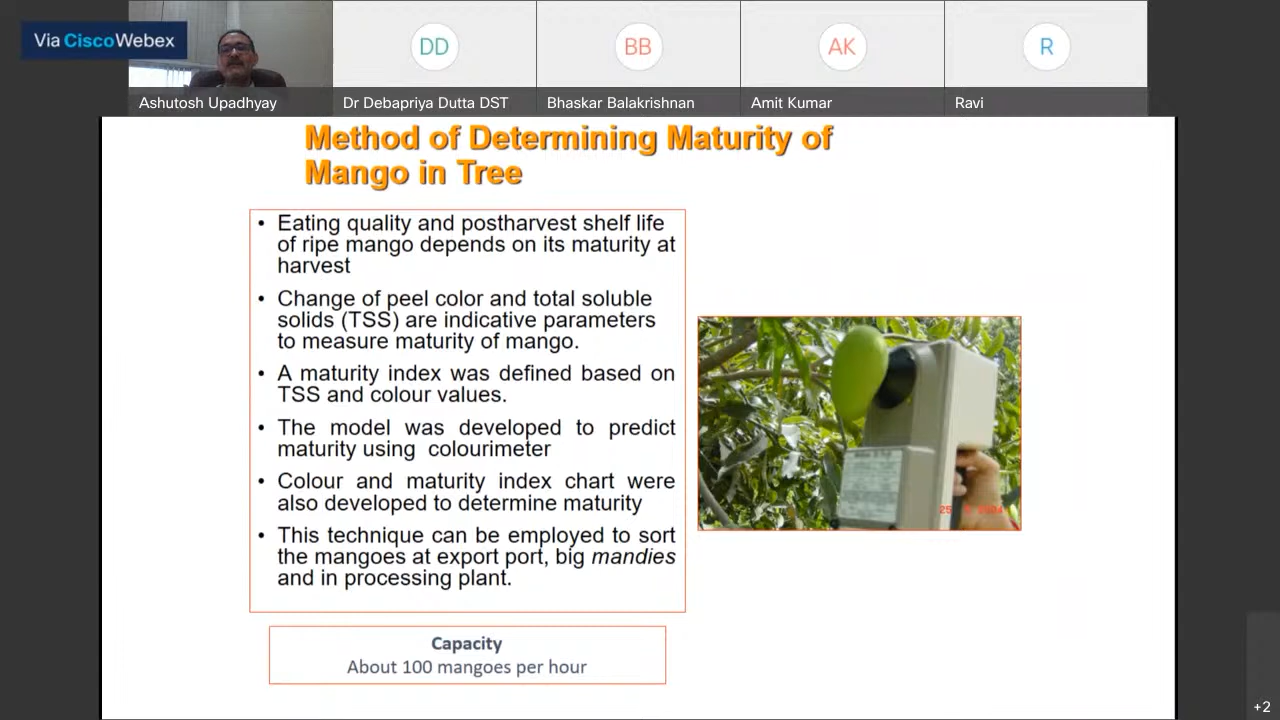 Via Cisco Webex
DD
BB
AK
R
Ashutosh Upadhyay
Dr Debapriya Dutta DST
Bhaskar Balakrishnan
Amit Kumar
Ravi
Method of Determining Maturity of
Mango in Tree
• Eating quality and postharvest shelf life
of ripe mango depends on its maturity at
harvest
• Change of peel color and total soluble
solids (TSS) are indicative parameters
to measure maturity of mango.
• A maturity index was defined based on
TSS and colour values.
• The model was developed to predict
maturity using colourimeter
• Colour and maturity index chart were
also developed to determine maturity
• This technique can be employed to sort
the mangoes at export port, big mandies
and in processing plant.
Capacity
About 100 mangoes per hour
+2